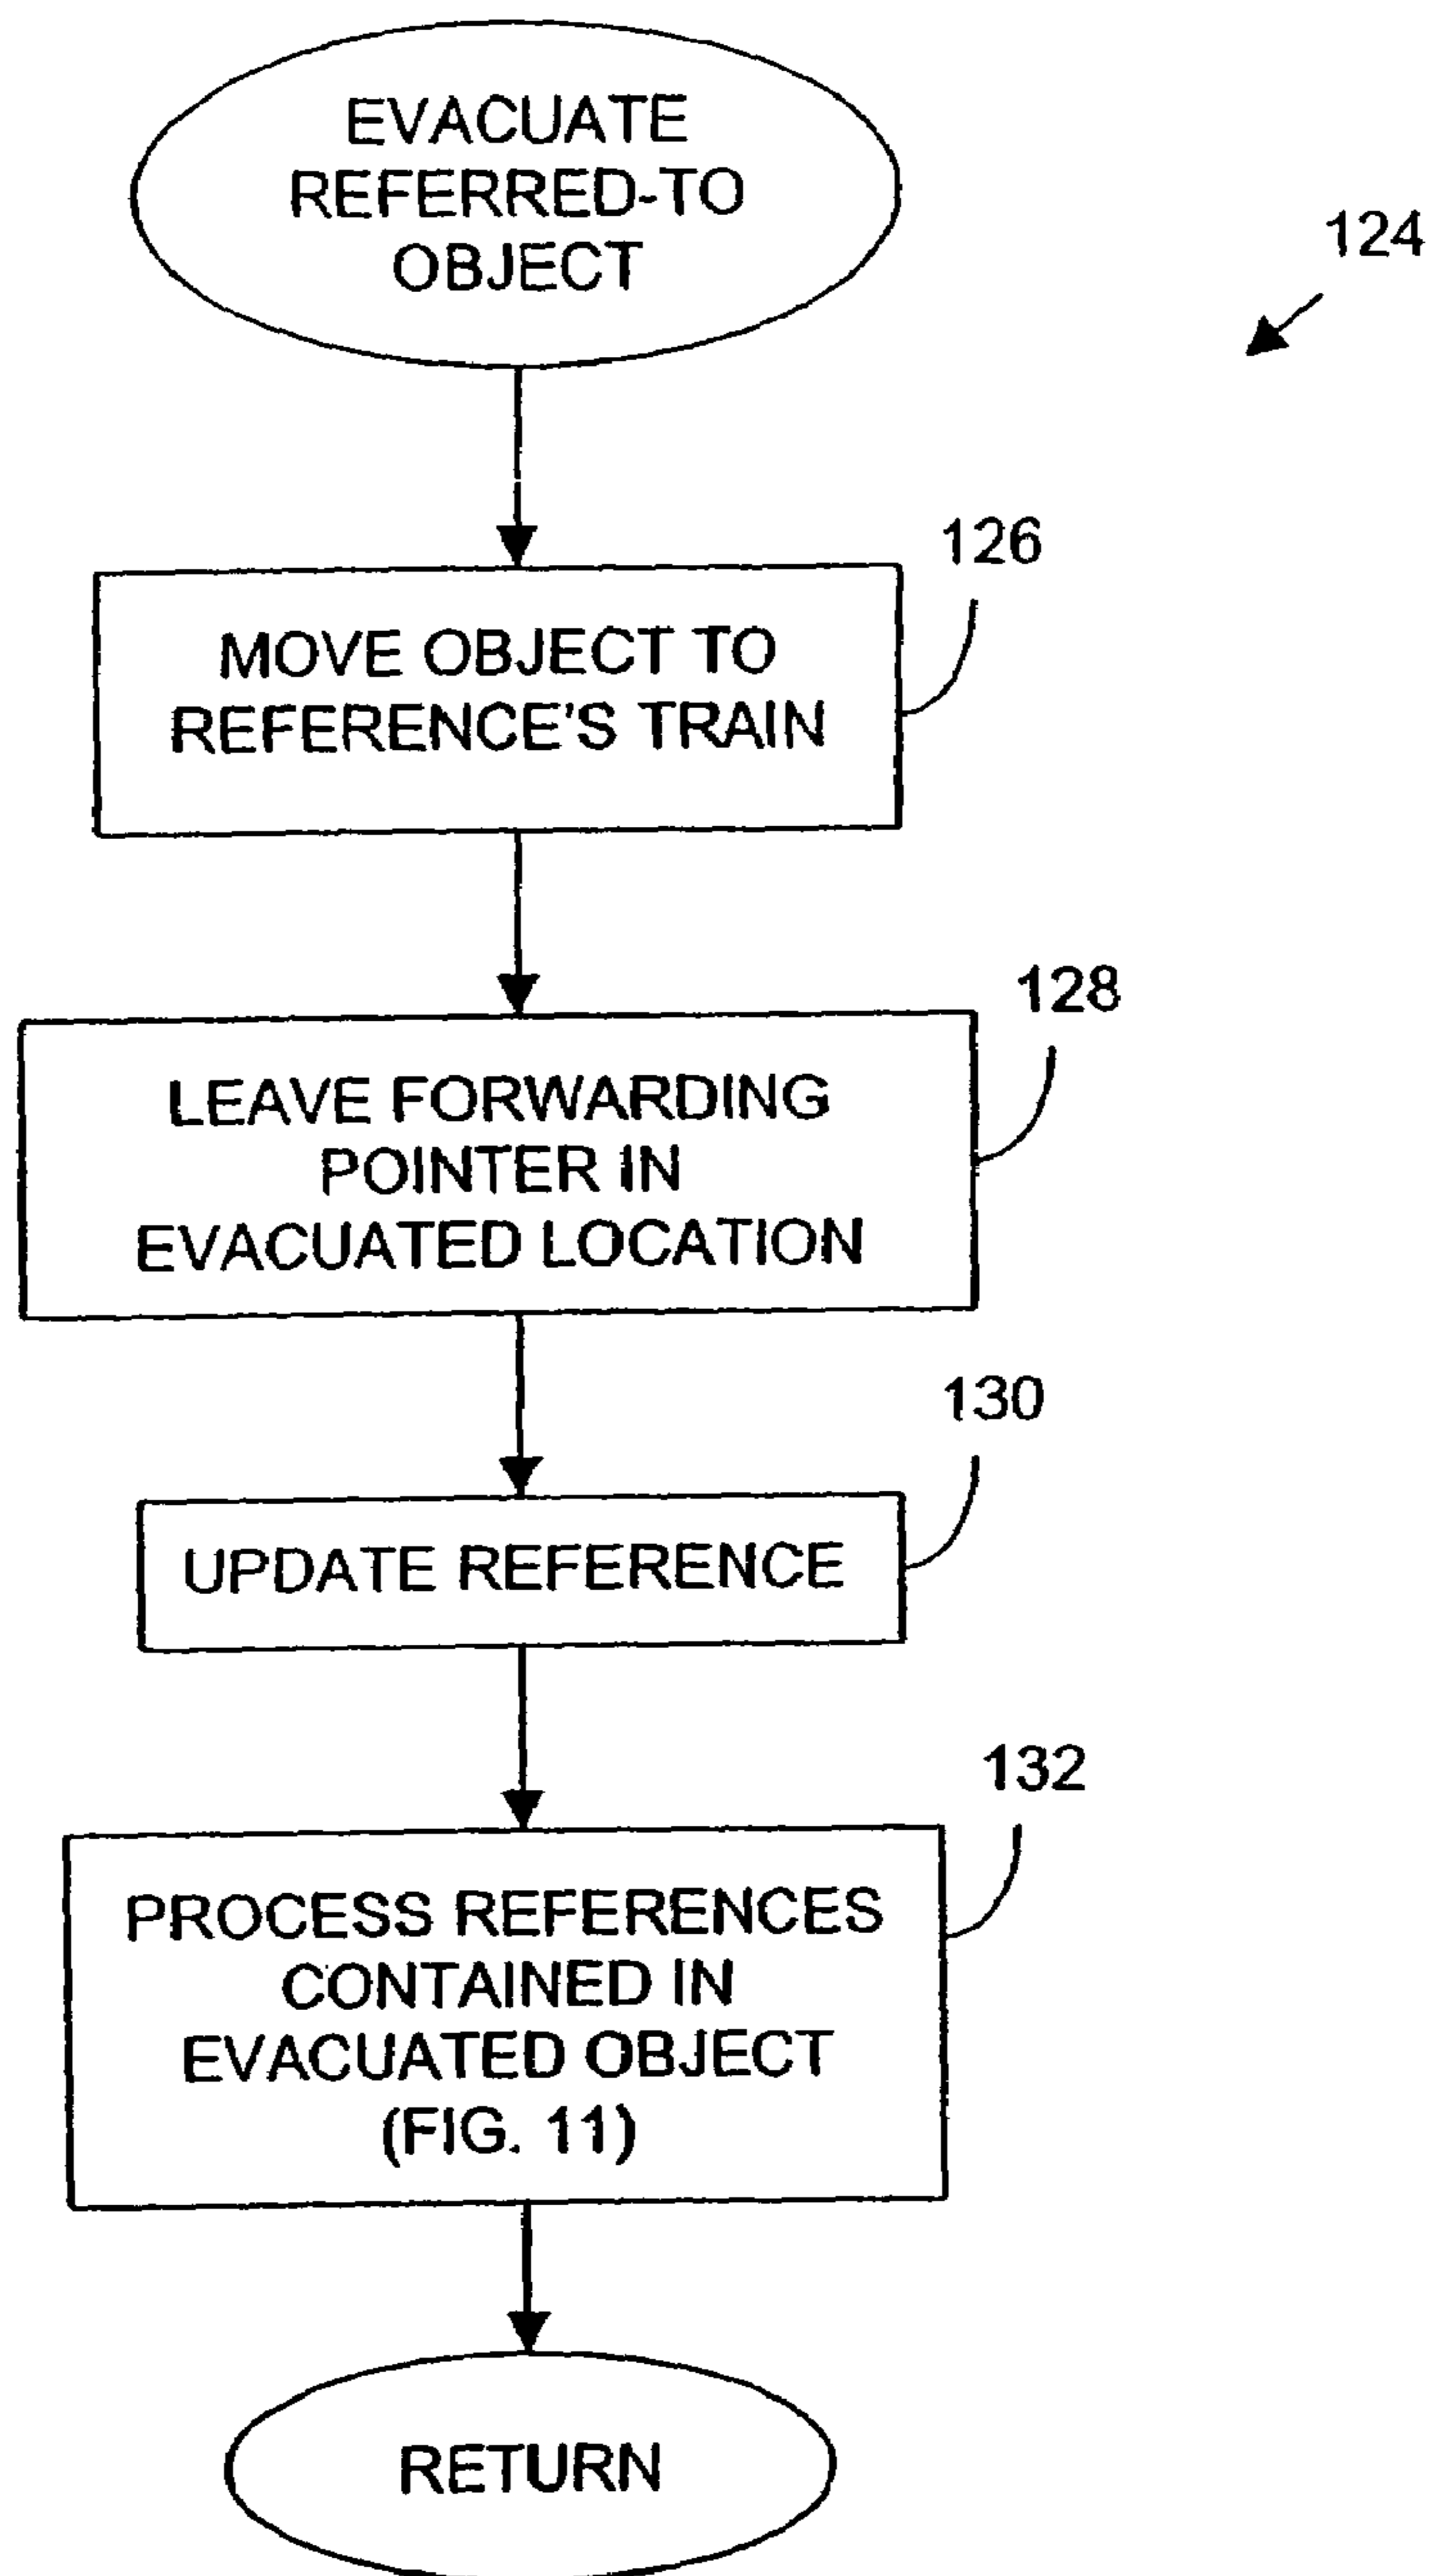 EVACUATE
REFERRED-TO
OBJECT
124
126
MOVE OBJECT TO
REFERENCE'S TRAIN
128
LEAVE FORWARDING
POINTER IN
EVACUATED LOCATION
130
UPDATE REFERENCE
132
PROCESS REFERENCES
CONTAINED IN
EVACUATED OBJECT
(FIG. 11)
RETURN